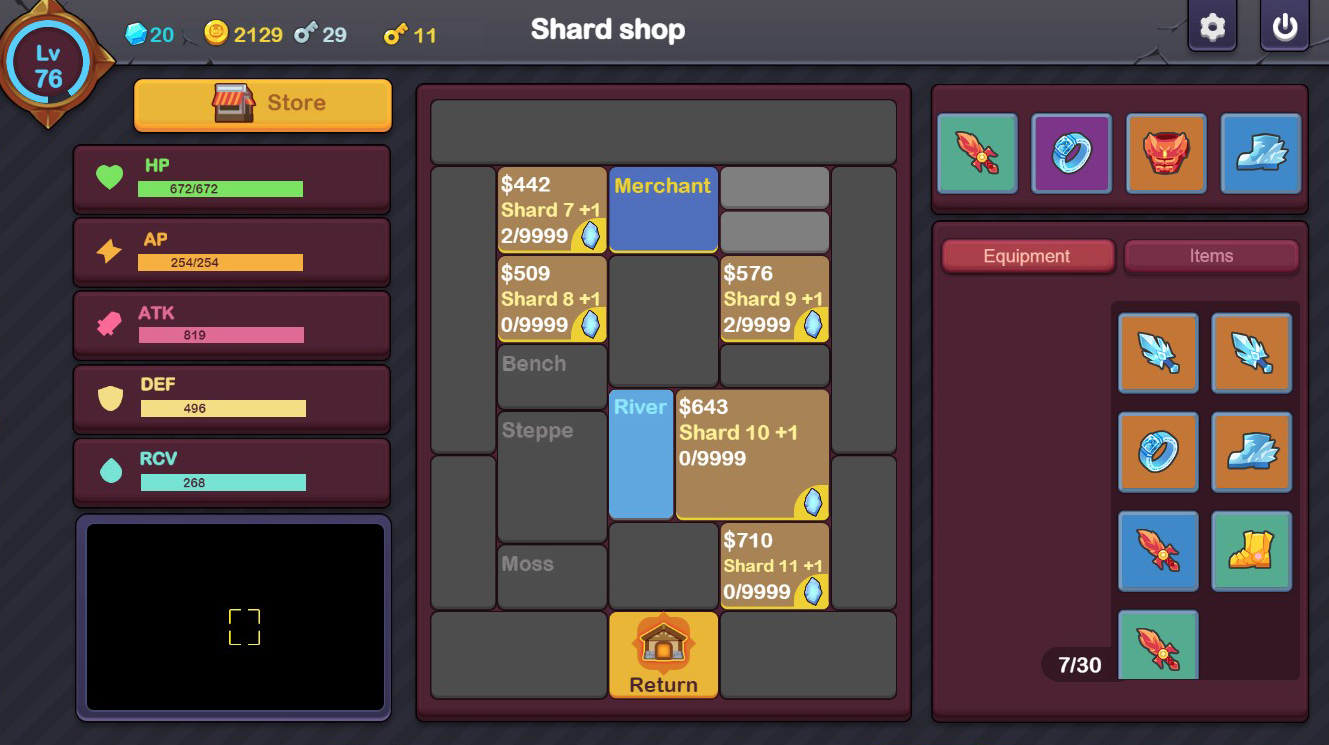 Lv
76
20
2129
29
11
Shard shop
Store
HP
672/672
AP
254/254
ATK
819
DEF
496
RCV
268
$442
Shard 7 +1
2/9999
Merchant
$509
Shard 8 +1
0/9999
$576
Shard 9 +1
2/9999
Bench
River
$643
Shard 10 +1
0/9999
Steppe
$710
Shard 11 +1
0/9999
Moss
Return
Equipment
Items
7/30